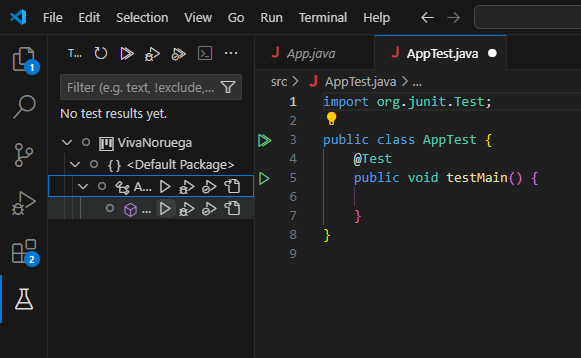 File Edit Selection View Go Run Terminal Help
T...
App.java
AppTest.java
1
Filter (e.g. text, !exclude,...
No test results yet.
VivaNoruega
{ } <Default Package>
A...
...
2
src > J AppTest.java > ...
1 import org.junit.Test;
2
3 public class AppTest {
4 @Test
5 public void testMain() {
6
7 }
8 }
9